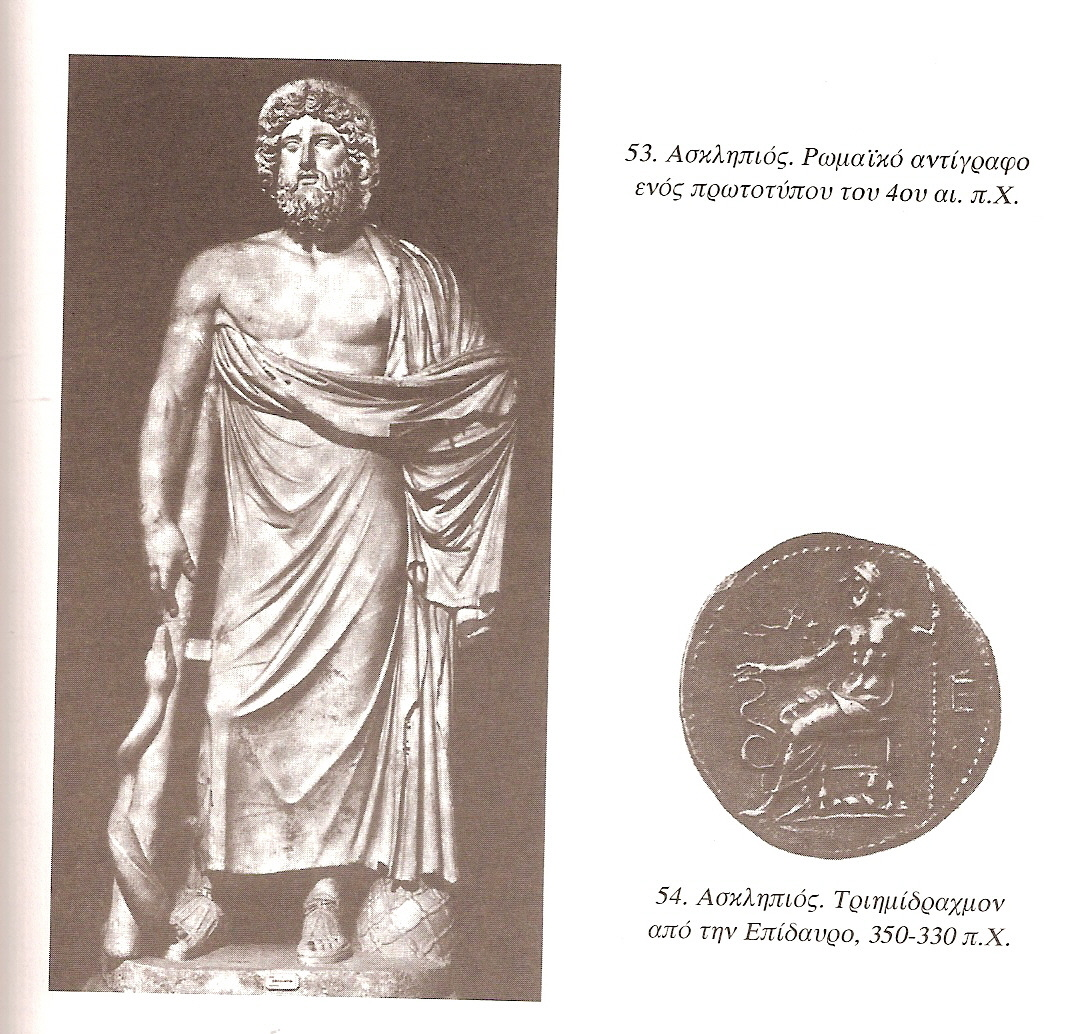 53. Ασκληπιός. Ρωμαϊκό αντίγραφο
ενός πρωτοτύπου του 4ου αι. π.Χ.
54. Ασκληπιός. Τριημίδραχμον
από την Επίδαυρο, 350-330 π.Χ.